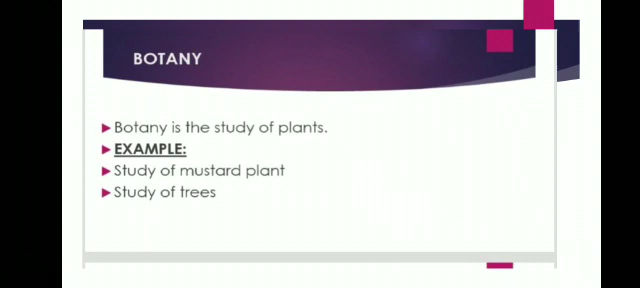 BOTANY
Botany is the study of plants.
EXAMPLE:
Study of mustard plant
Study of trees